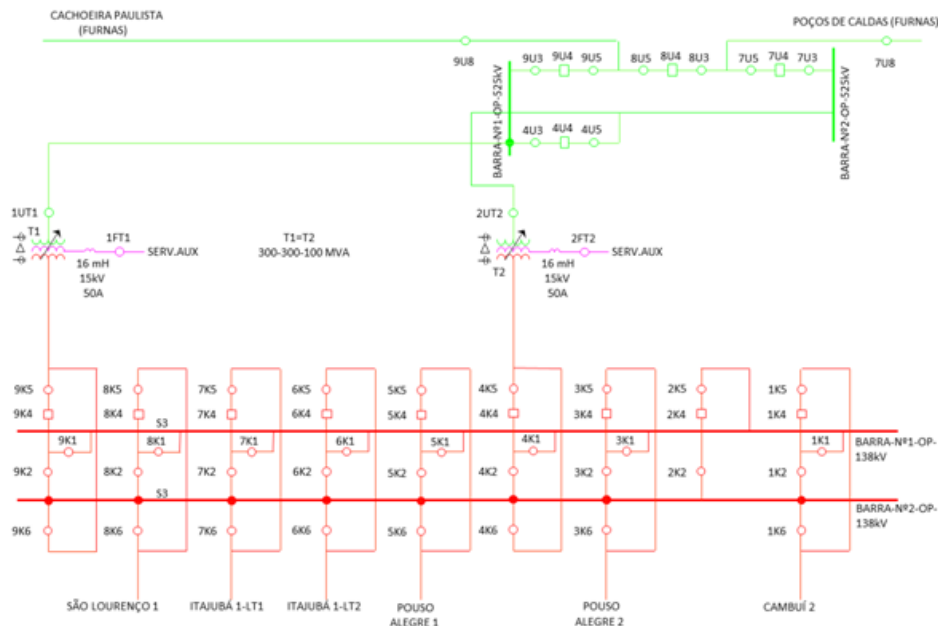 CACHOEIRA PAULISTA
(FURNAS)
POÇOS DE CALDAS (FURNAS)
9U8
7U8
9U3
9U4
9U5
8U5
8U4
8U3
7U5
7U4
7U3
BARRA-Nº1-OP-525kV
BARRA-Nº2-OP-525kV
4U3
4U4
4U5
1UT1
T1
1FT1
SERV.AUX
16 mH
15kV
50A
T1=T2
300-300-100 MVA
2UT2
T2
2FT2
SERV.AUX
16 mH
15kV
50A
9K5
8K5
7K5
6K5
5K5
4K5
3K5
2K5
1K5
9K4
8K4
7K4
6K4
5K4
4K4
3K4
2K4
1K4
S3
BARRA-Nº1-OP-
138kV
9K1
8K1
7K1
6K1
5K1
4K1
3K1
1K1
9K2
8K2
7K2
6K2
5K2
4K2
3K2
2K2
1K2
S3
BARRA-Nº2-OP-
138kV
9K6
8K6
7K6
6K6
5K6
4K6
3K6
1K6
SÃO LOURENÇO 1
ITAJUBÁ 1-LT1
ITAJUBÁ 1-LT2
POUSO
ALEGRE 1
POUSO
ALEGRE 2
CAMBUÍ 2